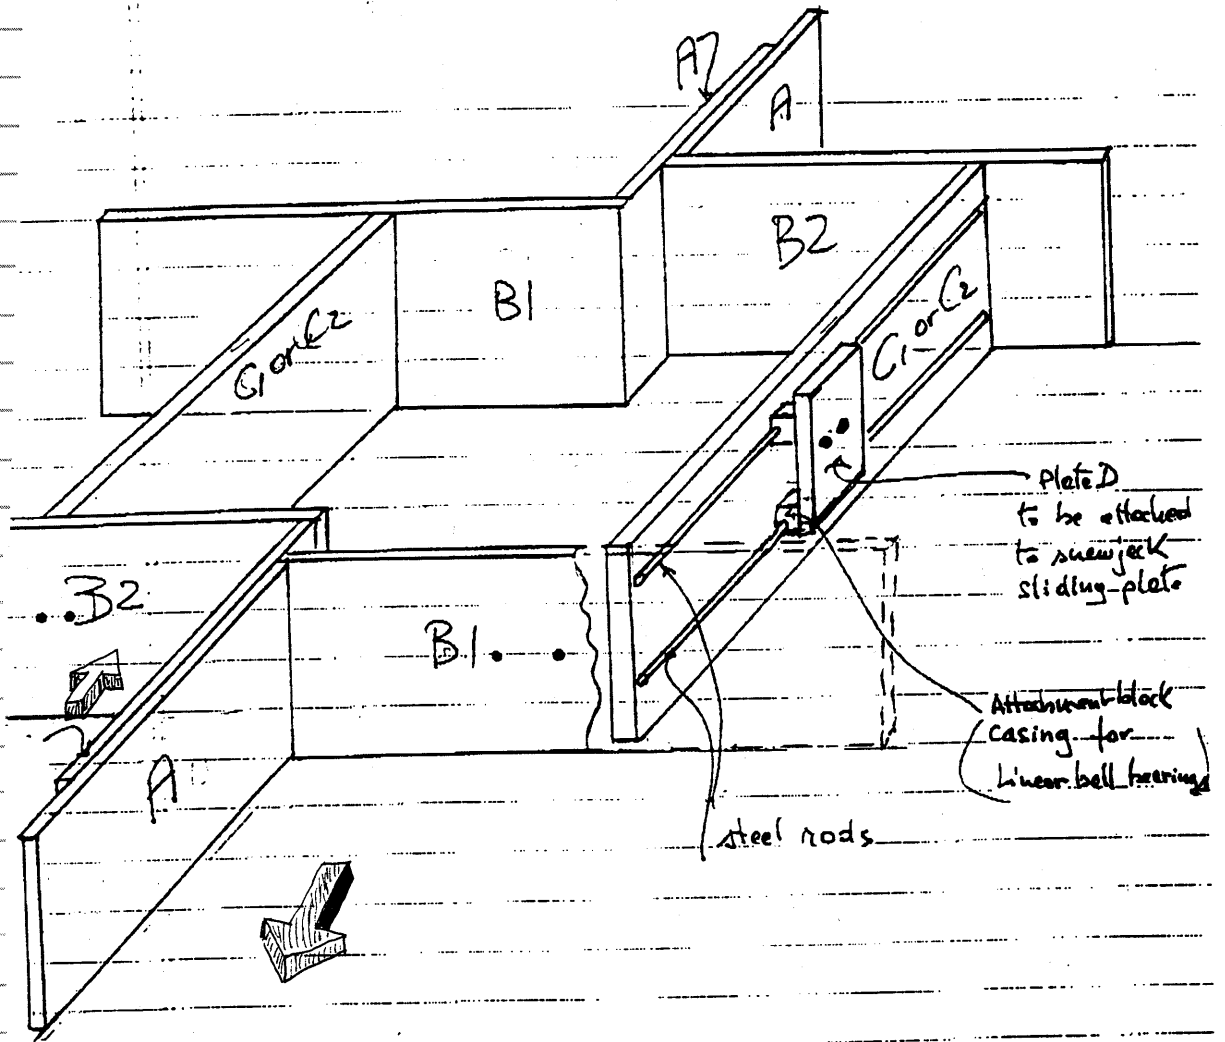 A
A
B2
B1
C1 or C2
C1 or C2
Plate D
to be attached
to screwjack
sliding plate
B2
B1
A
Attachment block
(casing for
Linear ball bearings)
steel rods